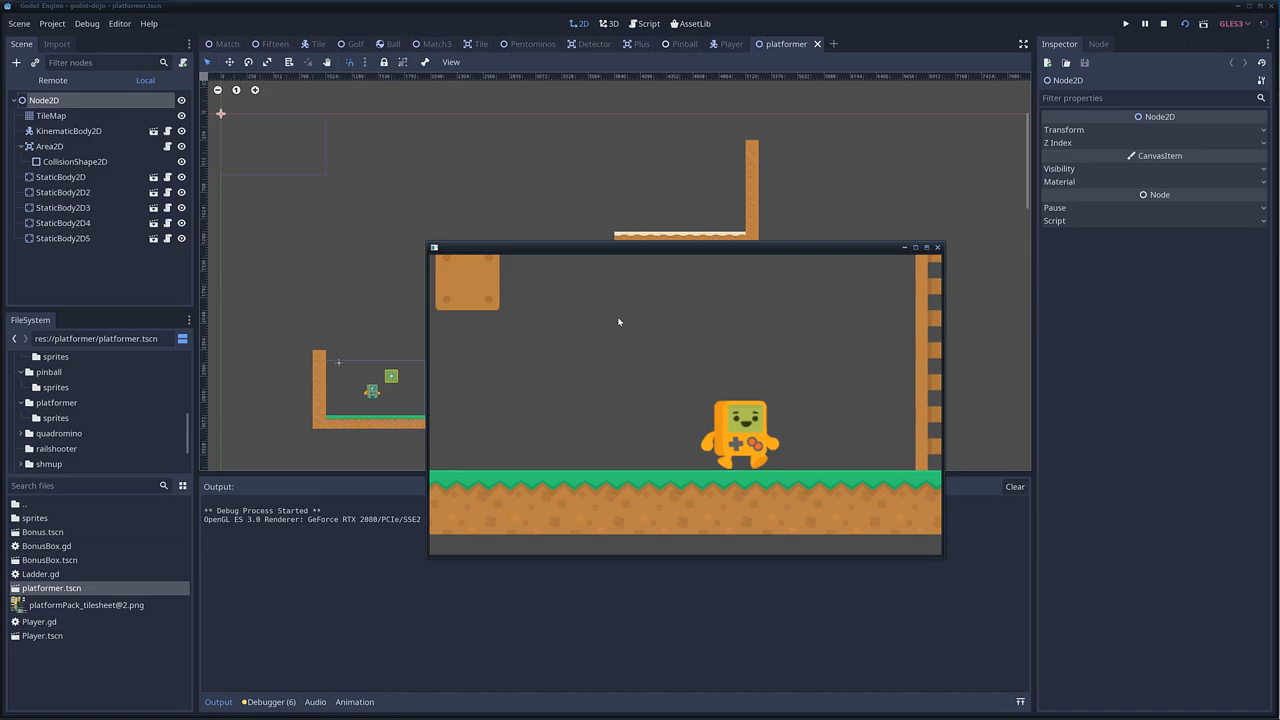 Godot Engine - godot-dojo - platformer.tscn
Scene Project Debug Editor Help
2D 3D Script AssetLib
GLES3
Scene Import
Match Fifteen Tile Golf Ball Match3 Tile Pentominos Detector Plus Pinball Player platformer
Inspector Node
Filter nodes
View
Remote Local
Node2D
TileMap
KinematicBody2D
Area2D
CollisionShape2D
StaticBody2D
StaticBody2D2
StaticBody2D3
StaticBody2D4
StaticBody2D5
Node2D
Filter properties
Node2D
Transform
Z Index
CanvasItem
Visibility
Material
Node
Pause
Script
FileSystem
res://platformer/platformer.tscn
sprites
pinball
sprites
platformer
sprites
quadromino
railshooter
shmup
Search files
..
sprites
Bonus.tscn
BonusBox.gd
BonusBox.tscn
Ladder.gd
platformer.tscn
platformPack_tilesheet@2.png
Player.gd
Player.tscn
Output:
Clear
** Debug Process Started **
OpenGL ES 3.0 Renderer: GeForce RTX 2080/PCIe/SSE2
Output Debugger (6) Audio Animation